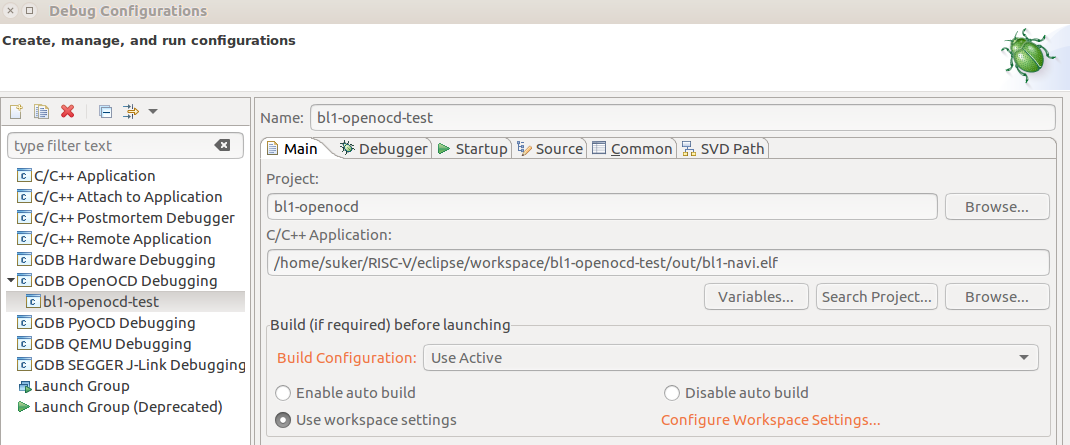 Debug Configurations
Create, manage, and run configurations
type filter text
C/C++ Application
C/C++ Attach to Application
C/C++ Postmortem Debugger
C/C++ Remote Application
GDB Hardware Debugging
GDB OpenOCD Debugging
bl1-openocd-test
GDB PyOCD Debugging
GDB QEMU Debugging
GDB SEGGER J-Link Debugging
Launch Group
Launch Group (Deprecated)
Name: bl1-openocd-test
Main Debugger Startup Source Common SVD Path
Project:
bl1-openocd Browse...
C/C++ Application:
/home/suker/RISC-V/eclipse/workspace/bl1-openocd-test/out/bl1-navi.elf
Variables... Search Project... Browse...
Build (if required) before launching
Build Configuration: Use Active
Enable auto build Disable auto build
Use workspace settings Configure Workspace Settings...